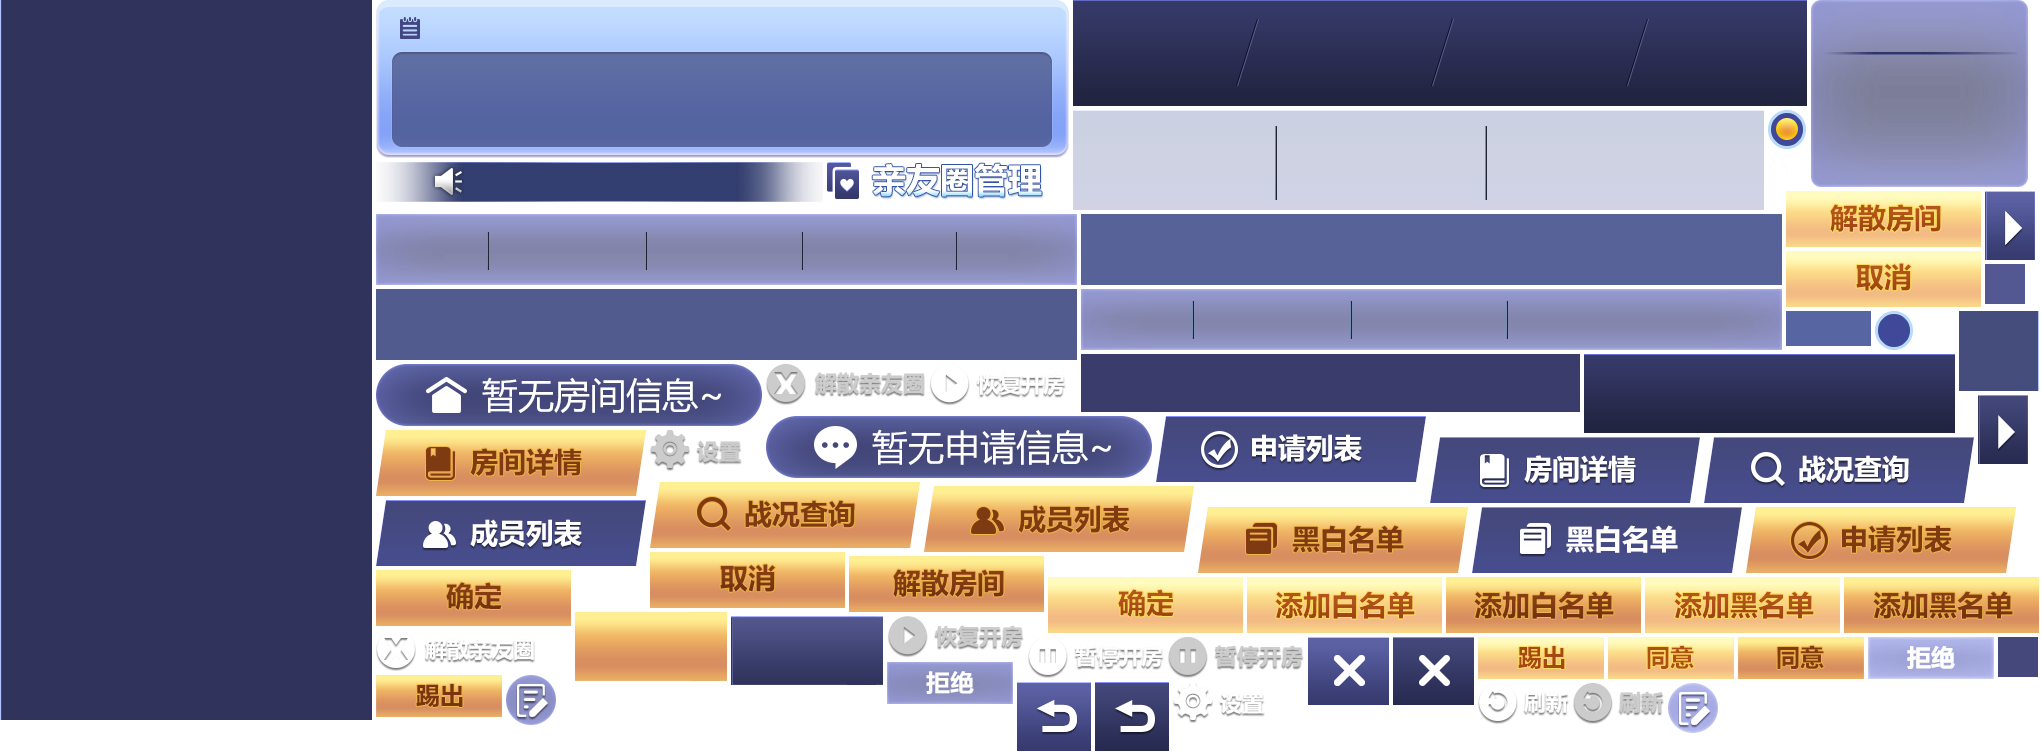 亲友圈管理
解散房间
取消
暂无房间信息~
解散亲友圈
恢复开房
房间详情
设置
暂无申请信息~
申请列表
房间详情
战况查询
成员列表
战况查询
成员列表
黑白名单
黑白名单
申请列表
确定
取消
解散房间
确定
添加白名单
添加白名单
添加黑名单
添加黑名单
解散亲友圈
恢复开房
暂停开房
暂停开房
踢出
同意
同意
拒绝
踢出
拒绝
设置
刷新
刷新